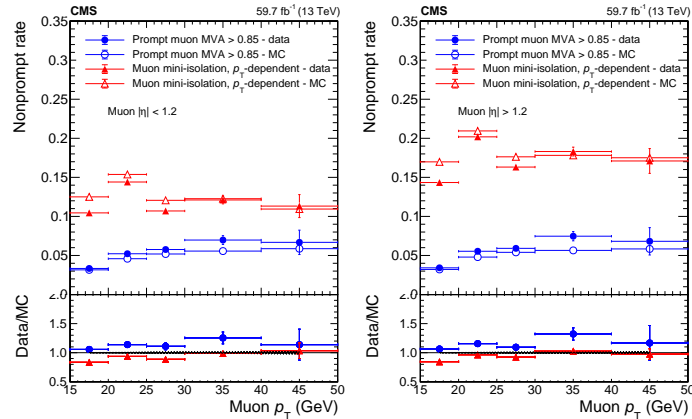 CMS 59.7 fb⁻¹ (13 TeV)
Nonprompt rate
0.35
0.3
0.25
0.2
0.15
0.1
0.05
0
Prompt muon MVA > 0.85 - data
Prompt muon MVA > 0.85 - MC
Muon mini-isolation, pT-dependent - data
Muon mini-isolation, pT-dependent - MC
Muon |η| < 1.2
Data/MC
2.0
1.5
1.0
0.5
15 20 25 30 35 40 45 50
Muon pT (GeV)
CMS 59.7 fb⁻¹ (13 TeV)
Nonprompt rate
0.35
0.3
0.25
0.2
0.15
0.1
0.05
0
Prompt muon MVA > 0.85 - data
Prompt muon MVA > 0.85 - MC
Muon mini-isolation, pT-dependent - data
Muon mini-isolation, pT-dependent - MC
Muon |η| > 1.2
Data/MC
2.0
1.5
1.0
0.5
15 20 25 30 35 40 45 50
Muon pT (GeV)